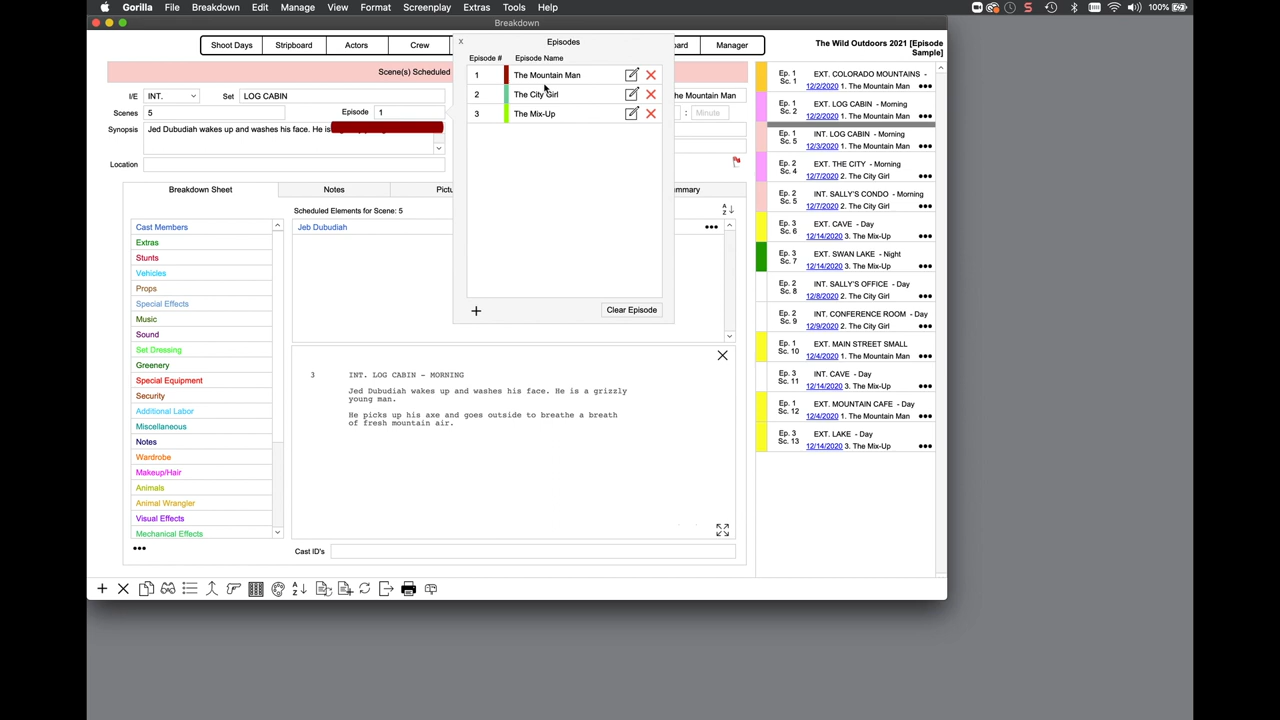 Gorilla File Breakdown Edit Manage View Format Screenplay Extras Tools Help
100%
Breakdown
Shoot Days Stripboard Actors Crew
Manager
The Wild Outdoors 2021 [Episode
Sample]
Scene(s) Scheduled
I/E INT. Set LOG CABIN
he Mountain Man
Scenes 5 Episode 1
: Minute
Synopsis Jed Dubudiah wakes up and washes his face. He is
Location
x Episodes
Episode # Episode Name
1 The Mountain Man
2 The City Girl
3 The Mix-Up
+ Clear Episode
Breakdown Sheet Notes Pictu
mmary
Scheduled Elements for Scene: 5
A
Z
Jeb Dubudiah
Cast Members
Extras
Stunts
Vehicles
Props
Special Effects
Music
Sound
Set Dressing
Greenery
Special Equipment
Security
Additional Labor
Miscellaneous
Notes
Wardrobe
Makeup/Hair
Animals
Animal Wrangler
Visual Effects
Mechanical Effects
3 INT. LOG CABIN - MORNING
Jed Dubudiah wakes up and washes his face. He is a grizzly
young man.
He picks up his axe and goes outside to breathe a breath
of fresh mountain air.
Cast ID's
Ep. 1 EXT. COLORADO MOUNTAINS -
Sc. 1 12/2/2020 1. The Mountain Man
Ep. 1 EXT. LOG CABIN - Morning
Sc. 2 12/2/2020 1. The Mountain Man
Ep. 1 INT. LOG CABIN - Morning
Sc. 5 12/3/2020 1. The Mountain Man
Ep. 2 EXT. THE CITY - Morning
Sc. 4 12/7/2020 2. The City Girl
Ep. 2 INT. SALLY'S CONDO - Morning
Sc. 5 12/7/2020 2. The City Girl
Ep. 3 EXT. CAVE - Day
Sc. 6 12/14/2020 3. The Mix-Up
Ep. 3 EXT. SWAN LAKE - Night
Sc. 7 12/14/2020 3. The Mix-Up
Ep. 2 INT. SALLY'S OFFICE - Day
Sc. 8 12/8/2020 2. The City Girl
Ep. 2 INT. CONFERENCE ROOM - Day
Sc. 9 12/9/2020 2. The City Girl
Ep. 1 EXT. MAIN STREET SMALL
Sc. 10 12/4/2020 1. The Mountain Man
Ep. 3 INT. CAVE - Day
Sc. 11 12/14/2020 3. The Mix-Up
Ep. 1 EXT. MOUNTAIN CAFE - Day
Sc. 12 12/4/2020 1. The Mountain Man
Ep. 3 EXT. LAKE - Day
Sc. 13 12/14/2020 3. The Mix-Up